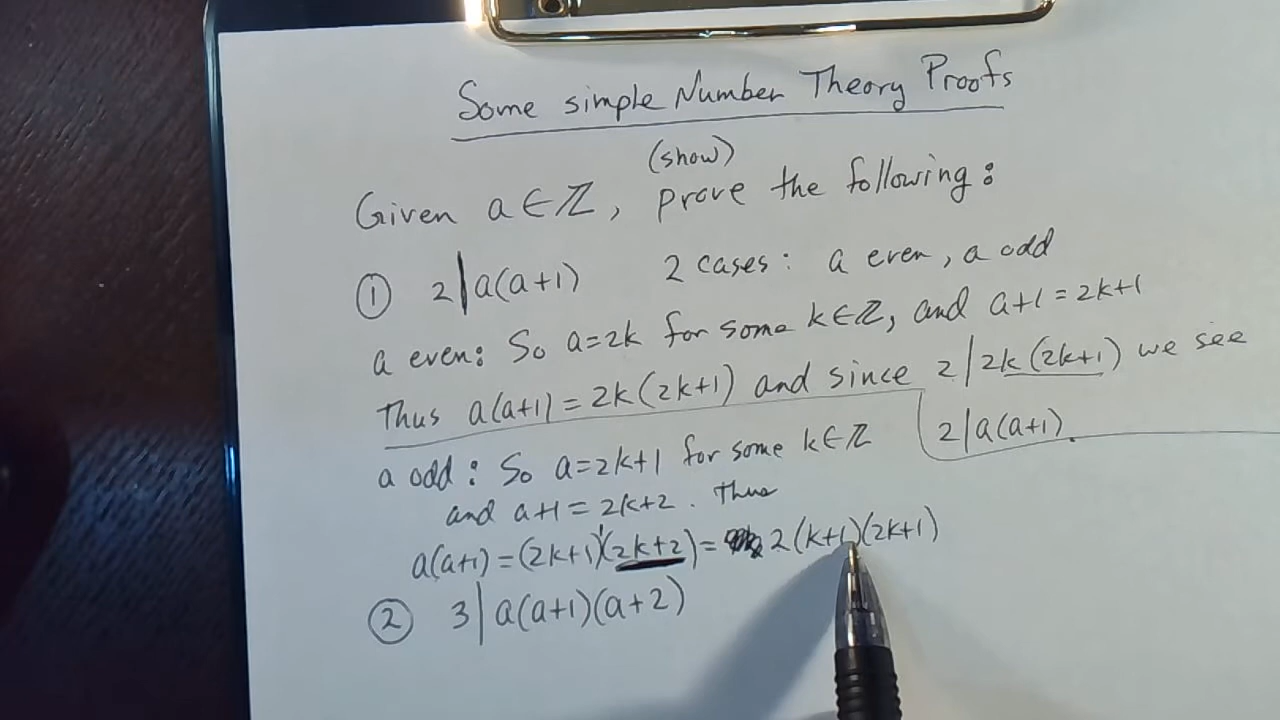 Some simple Number Theory Proofs
(show)
Given a∈ℤ, prove the following:
① 2|a(a+1) 2 cases: a even, a odd
a even: So a=2k for some k∈ℤ, and a+1=2k+1
Thus a(a+1)=2k(2k+1) and since 2|2k(2k+1) we see
2|a(a+1).
a odd: So a=2k+1 for some k∈ℤ
and a+1=2k+2. Thus
a(a+1)=(2k+1)(2k+2)= 2(k+1)(2k+1)
② 3|a(a+1)(a+2)